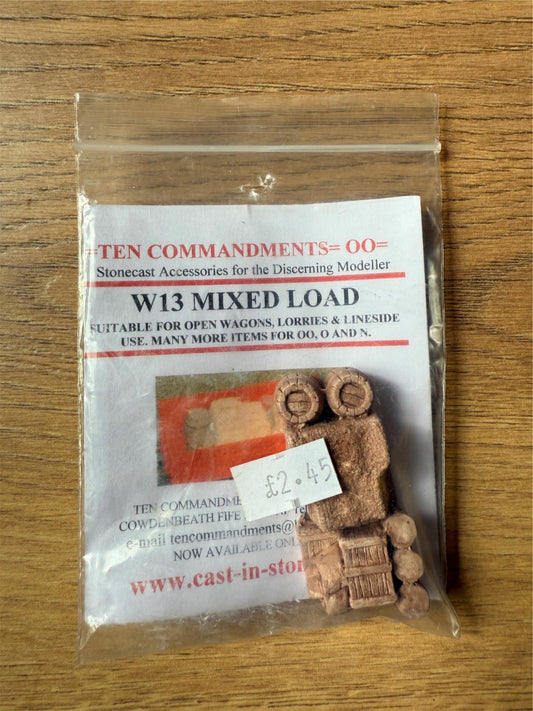 =TEN COMMANDMENTS= OO=
Stonecast Accessories for the Discerning Modeller
W13 MIXED LOAD
SUITABLE FOR OPEN WAGONS, LORRIES & LINESIDE
USE. MANY MORE ITEMS FOR OO, O AND N.
£2.45
TEN COMMANDME
COWDENBEATH FIFE
e-mail tencommandments@
NOW AVAILABLE ONL
www.cast-in-ston